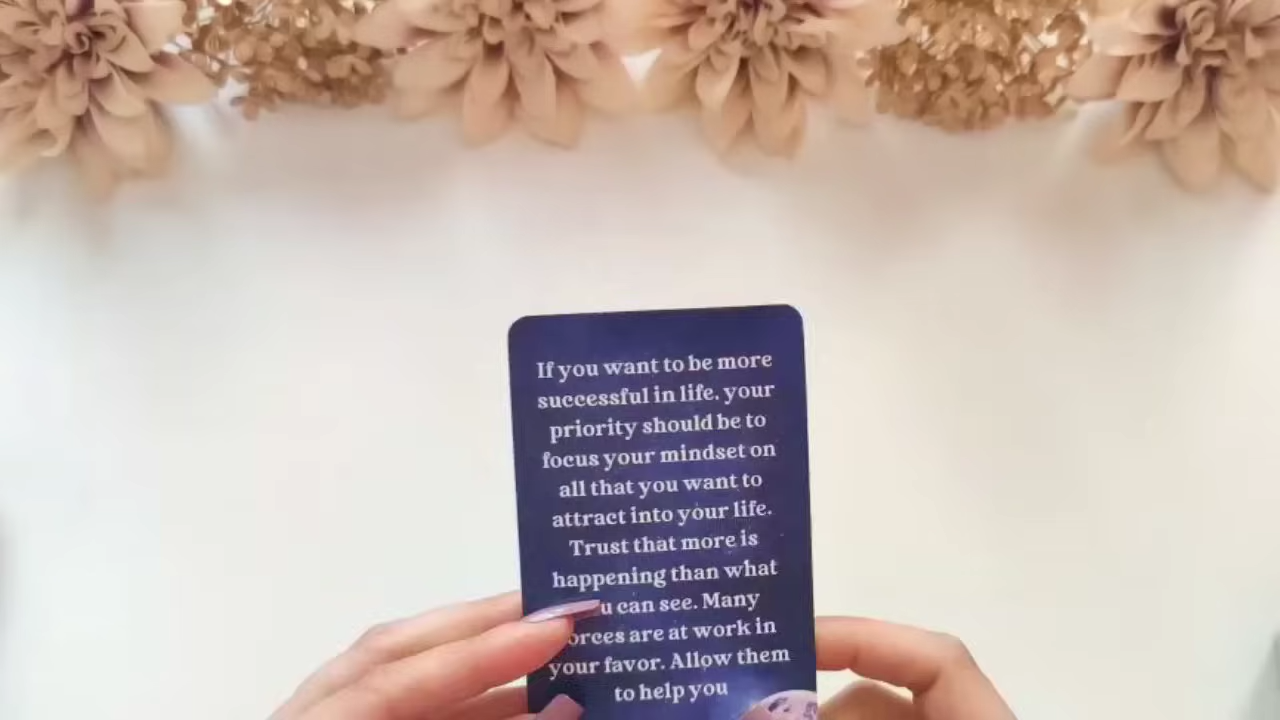 If you want to be more
successful in life. your
priority should be to
focus your mindset on
all that you want to
attract into your life.
Trust that more is
happening than what
u can see. Many
orces are at work in
your favor. Allow them
to help you